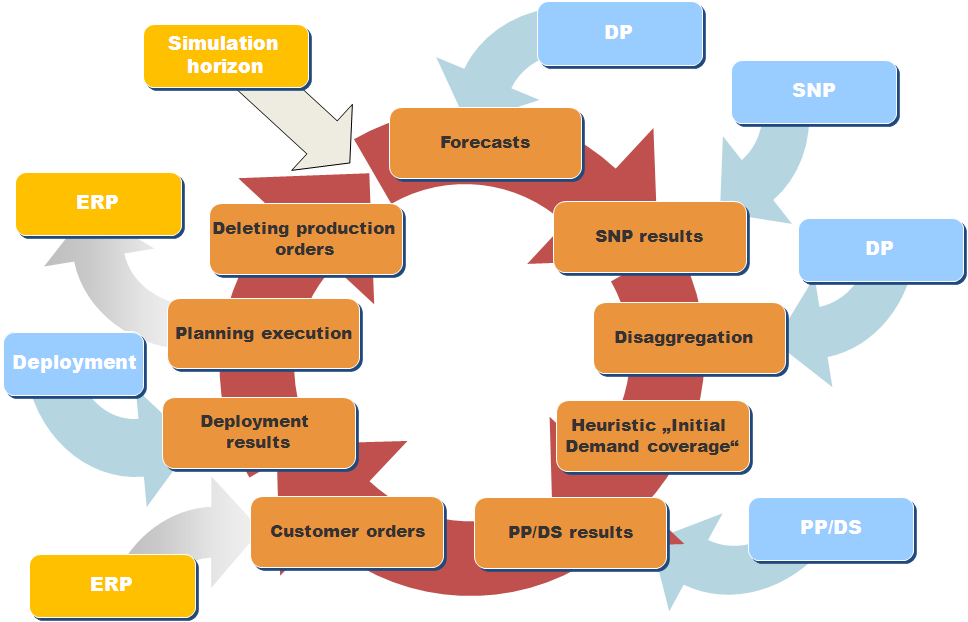 DP
Simulation
horizon
SNP
Forecasts
ERP
Deleting production
orders
SNP results
DP
Planning execution
Disaggregation
Deployment
Deployment
results
Heuristic „Initial
Demand coverage“
Customer orders
PP/DS results
PP/DS
ERP